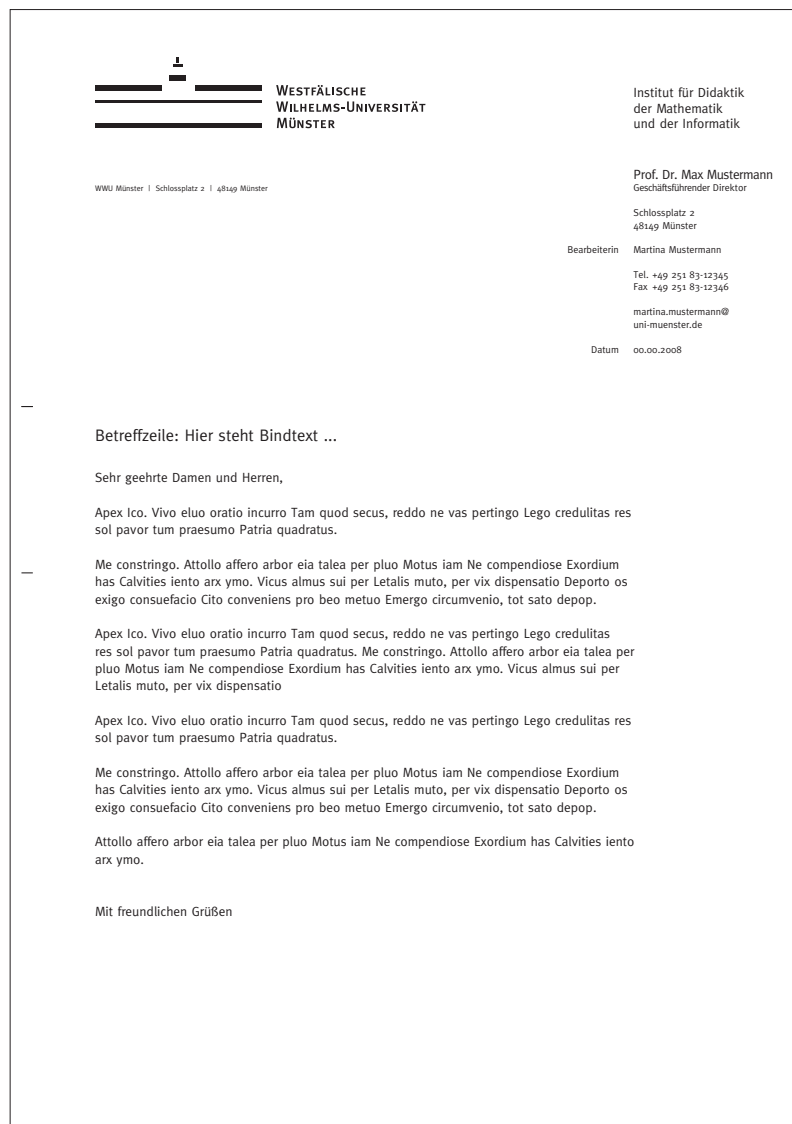 WESTFÄLISCHE
WILHELMS-UNIVERSITÄT
MÜNSTER
Institut für Didaktik
der Mathematik
und der Informatik
WWU Münster | Schlossplatz 2 | 48149 Münster
Prof. Dr. Max Mustermann
Geschäftsführender Direktor
Schlossplatz 2
48149 Münster
Bearbeiterin Martina Mustermann
Tel. +49 251 83-12345
Fax +49 251 83-12346
martina.mustermann@
uni-muenster.de
Datum 00.00.2008
Betreffzeile: Hier steht Bindtext ...
Sehr geehrte Damen und Herren,
Apex Ico. Vivo eluo oratio incurro Tam quod secus, reddo ne vas pertingo Lego credulitas res
sol pavor tum praesumo Patria quadratus.
Me constringo. Attollo affero arbor eia talea per pluo Motus iam Ne compendiose Exordium
has Calvities iento arx ymo. Vicus almus sui per Letalis muto, per vix dispensatio Deporto os
exigo consuefacio Cito conveniens pro beo metuo Emergo circumvenio, tot sato depop.
Apex Ico. Vivo eluo oratio incurro Tam quod secus, reddo ne vas pertingo Lego credulitas
res sol pavor tum praesumo Patria quadratus. Me constringo. Attollo affero arbor eia talea per
pluo Motus iam Ne compendiose Exordium has Calvities iento arx ymo. Vicus almus sui per
Letalis muto, per vix dispensatio
Apex Ico. Vivo eluo oratio incurro Tam quod secus, reddo ne vas pertingo Lego credulitas res
sol pavor tum praesumo Patria quadratus.
Me constringo. Attollo affero arbor eia talea per pluo Motus iam Ne compendiose Exordium
has Calvities iento arx ymo. Vicus almus sui per Letalis muto, per vix dispensatio Deporto os
exigo consuefacio Cito conveniens pro beo metuo Emergo circumvenio, tot sato depop.
Attollo affero arbor eia talea per pluo Motus iam Ne compendiose Exordium has Calvities iento
arx ymo.
Mit freundlichen Grüßen